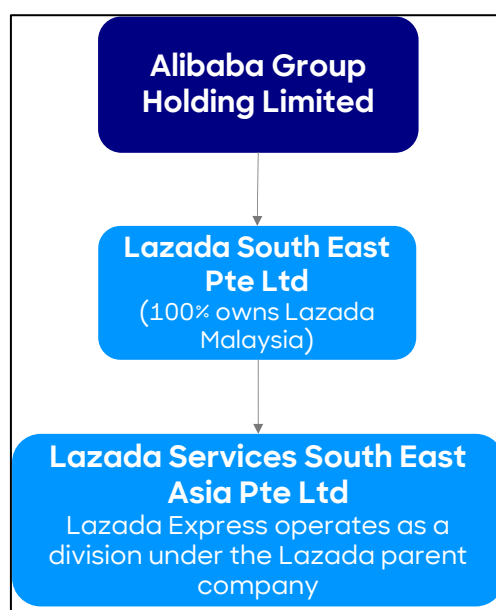 Alibaba Group
Holding Limited
Lazada South East
Pte Ltd
(100% owns Lazada
Malaysia)
Lazada Services South East
Asia Pte Ltd
Lazada Express operates as a
division under the Lazada parent
company